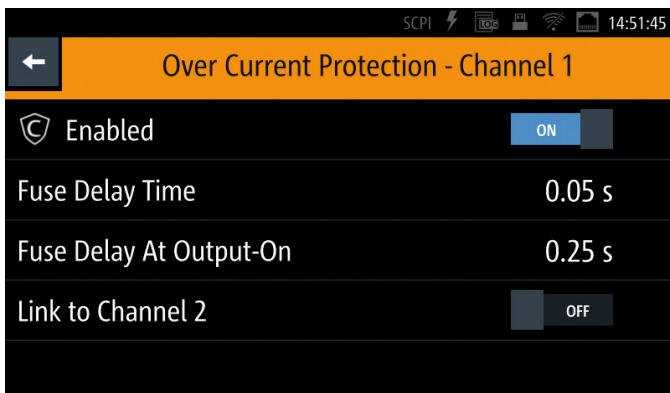 SCPI LOG 14:51:45
Over Current Protection - Channel 1
C Enabled ON
Fuse Delay Time 0.05 s
Fuse Delay At Output-On 0.25 s
Link to Channel 2 OFF